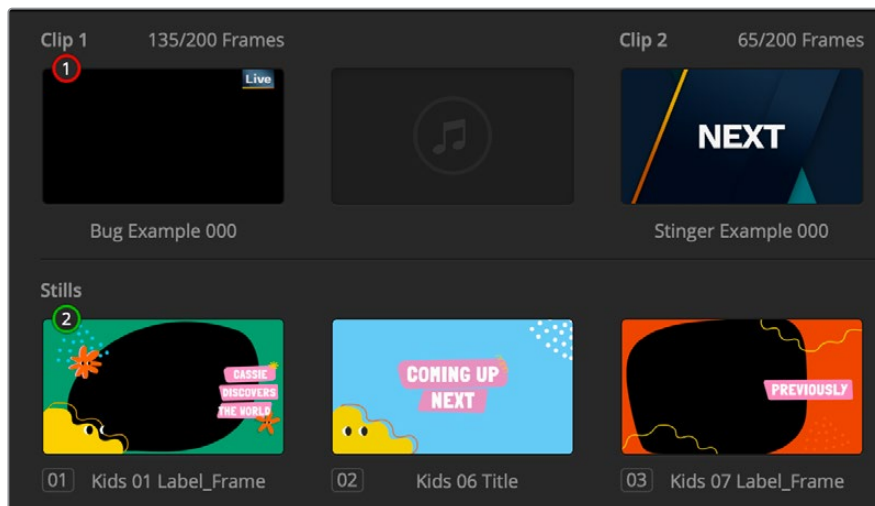 Clip 1 135/200 Frames Clip 2 65/200 Frames
1
Live
NEXT
Bug Example 000 Stinger Example 000
Stills
2
CASSIE
DISCOVERS
THE WORLD
COMING UP
NEXT
PREVIOUSLY
01 Kids 01 Label_Frame 02 Kids 06 Title 03 Kids 07 Label_Frame